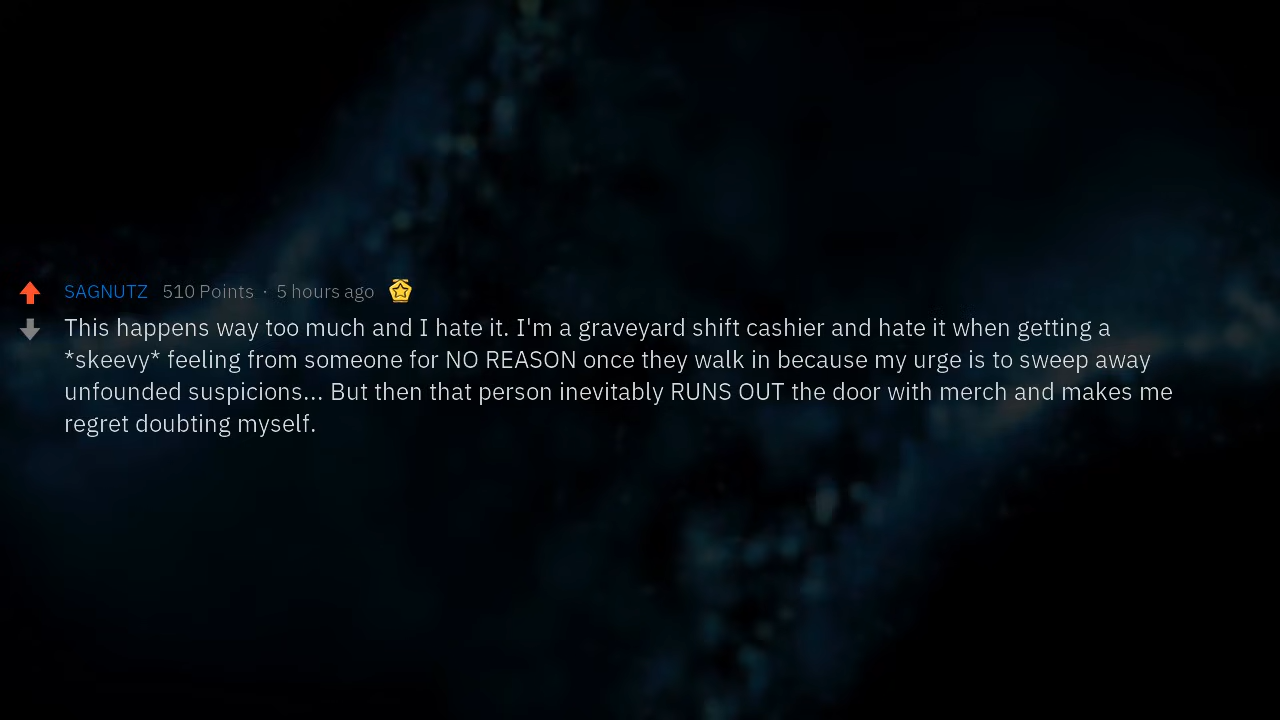 SAGNUTZ 510 Points · 5 hours ago
This happens way too much and I hate it. I'm a graveyard shift cashier and hate it when getting a
*skeevy* feeling from someone for NO REASON once they walk in because my urge is to sweep away
unfounded suspicions... But then that person inevitably RUNS OUT the door with merch and makes me
regret doubting myself.